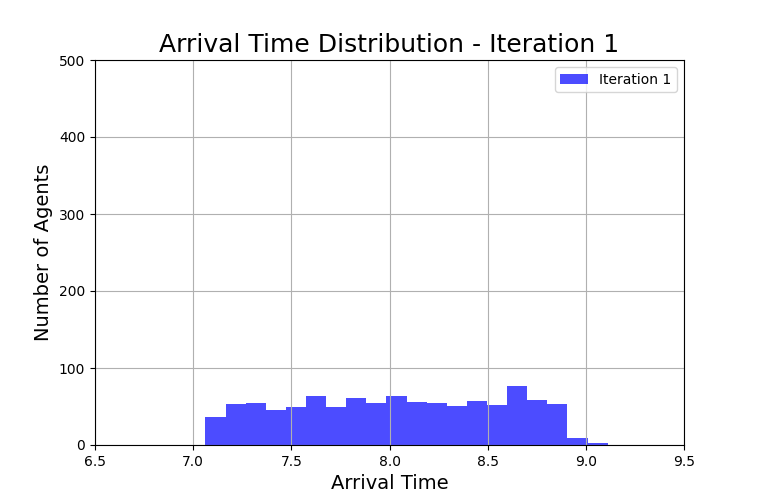 Arrival Time Distribution - Iteration 1
Iteration 1
Number of Agents
500
400
300
200
100
0
6.5 7.0 7.5 8.0 8.5 9.0 9.5
Arrival Time